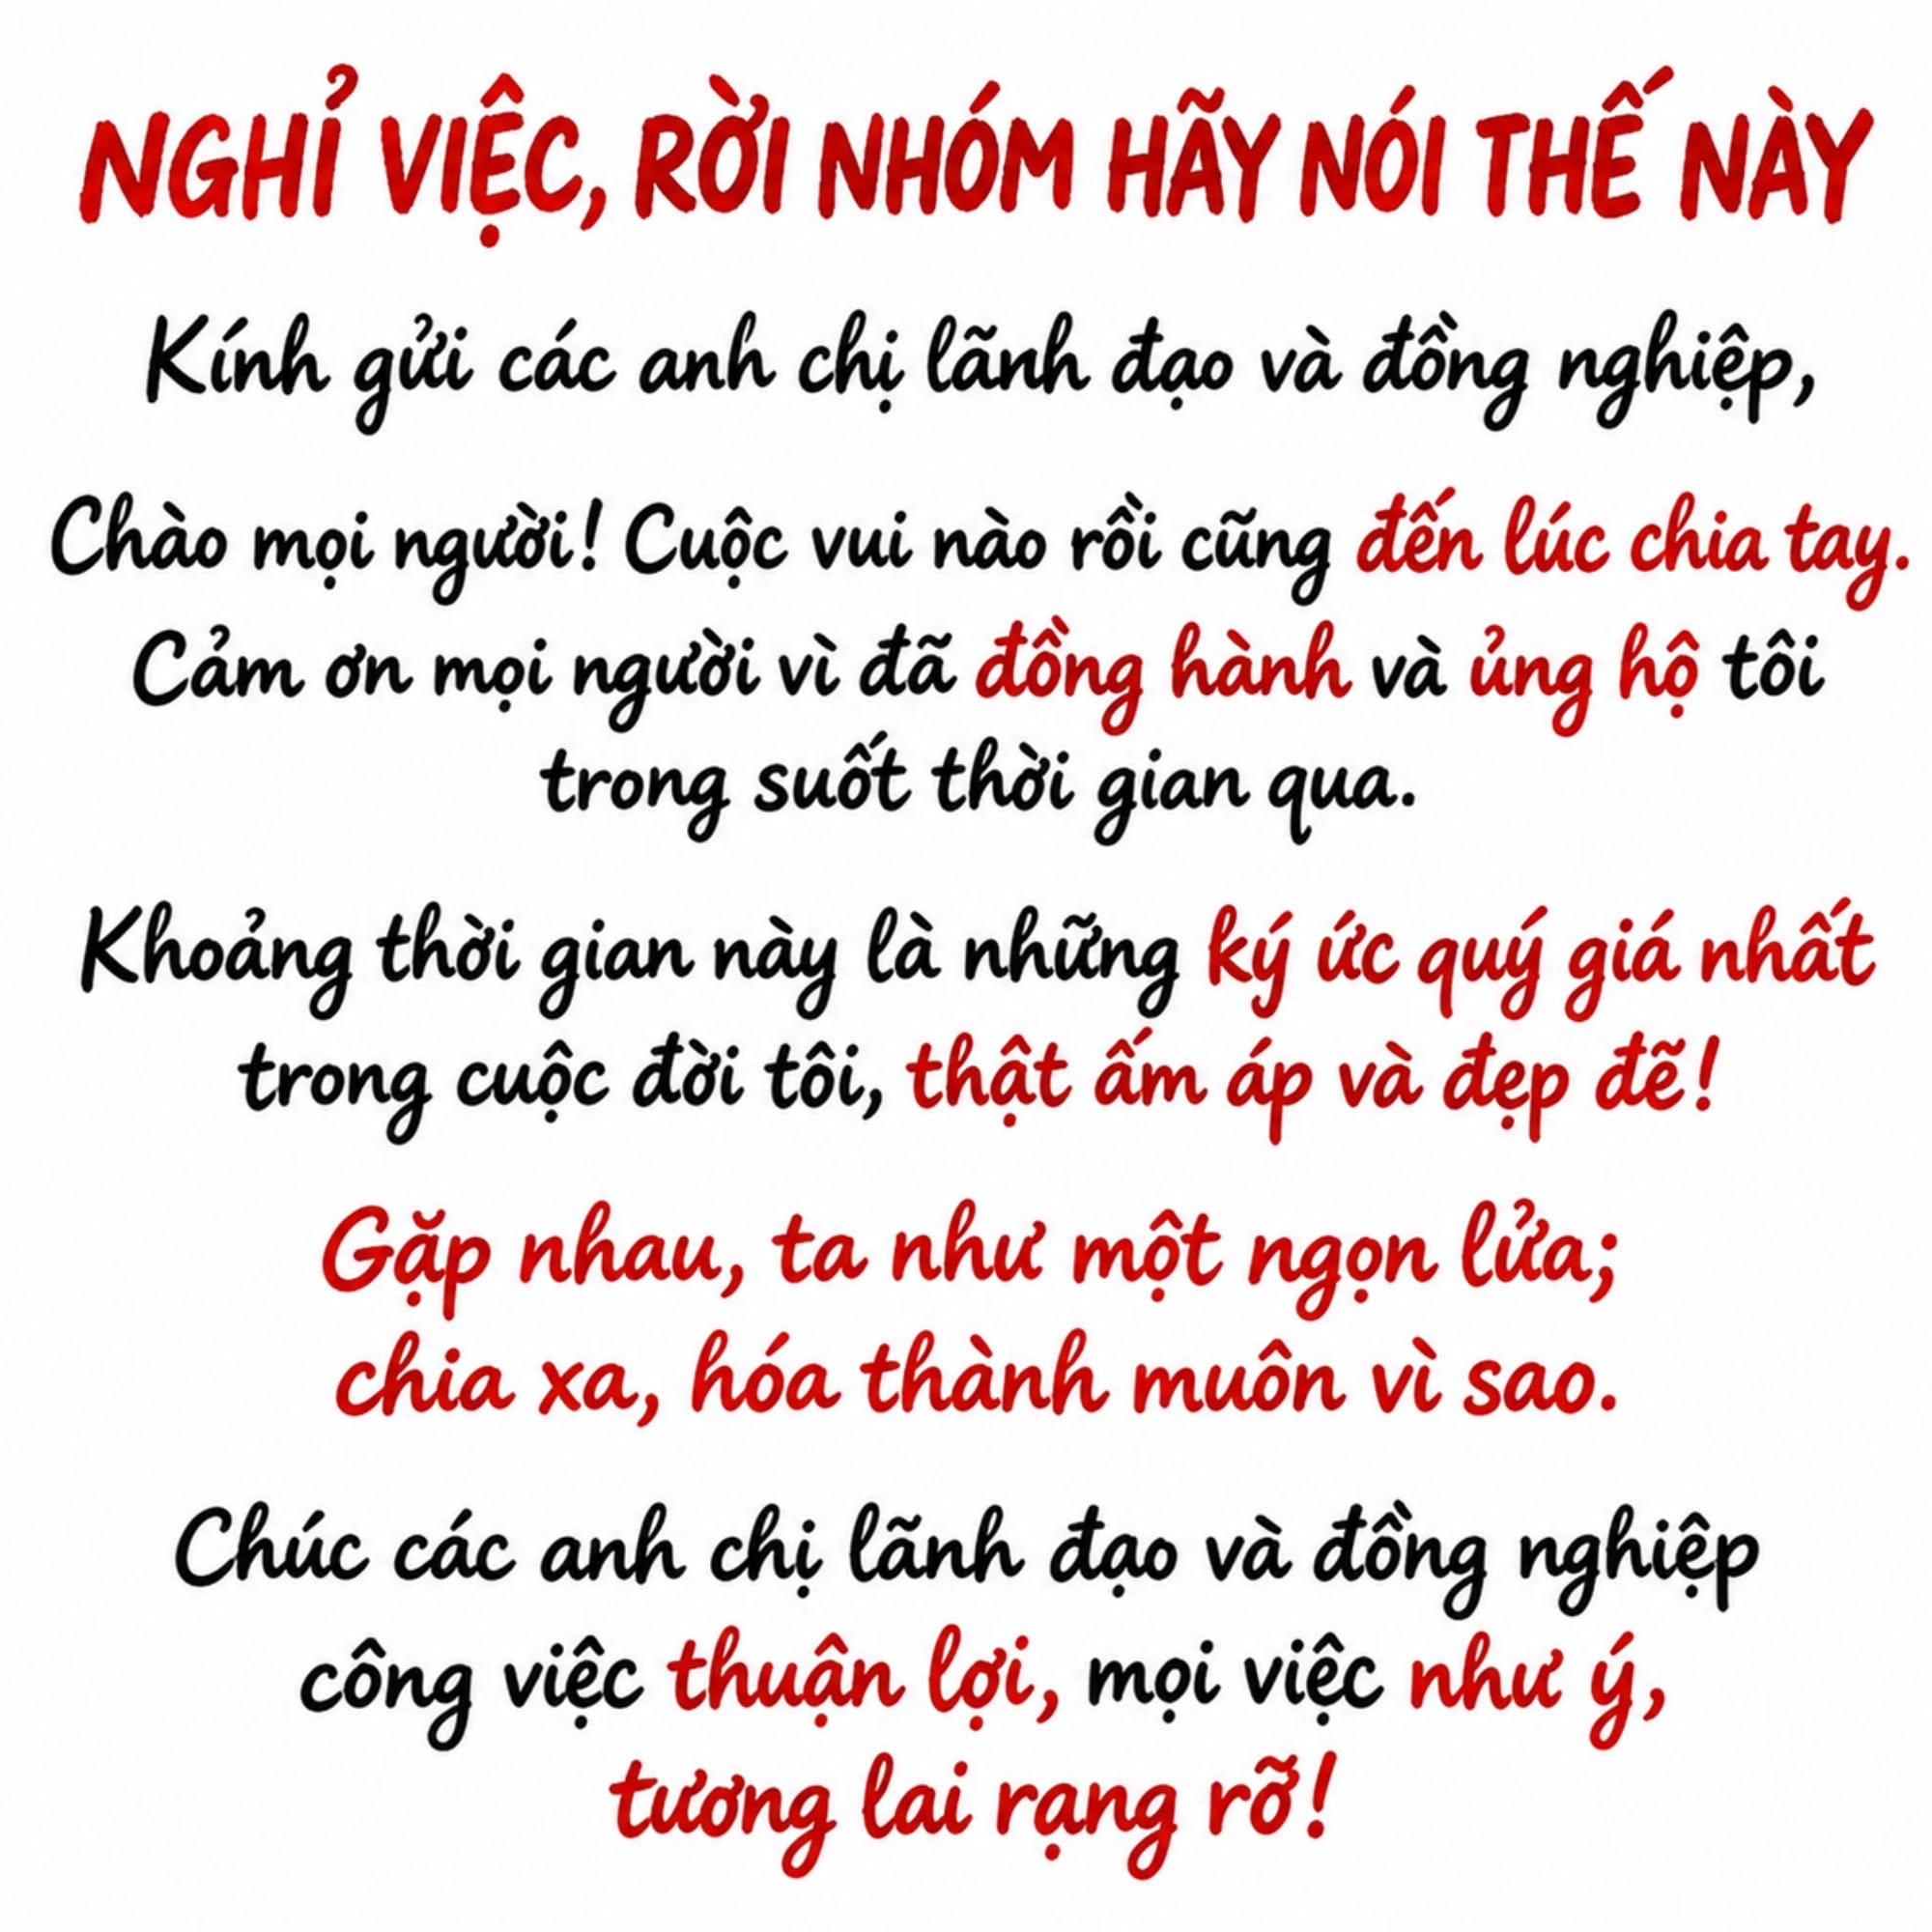 NGHỈ VIỆC, RỜI NHÓM HÃY NÓI THẾ NÀY
Kính gửi các anh chị lãnh đạo và đồng nghiệp,
Chào mọi người! Cuộc vui nào rồi cũng đến lúc chia tay.
Cảm ơn mọi người vì đã đồng hành và ủng hộ tôi
trong suốt thời gian qua.
Khoảng thời gian này là những ký ức quý giá nhất
trong cuộc đời tôi, thật ấm áp và đẹp đẽ!
Gặp nhau, ta như một ngọn lửa;
chia xa, hóa thành muôn vì sao.
Chúc các anh chị lãnh đạo và đồng nghiệp
công việc thuận lợi, mọi việc như ý,
tương lai rạng rỡ!